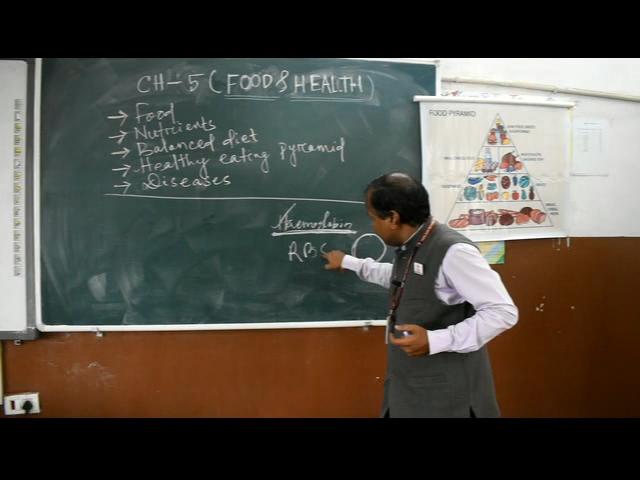 CH-5 (FOOD & HEALTH)
→ Food
→ Nutrients
→ Balanced diet
→ Healthy eating pyramid
→ Diseases
Haemoglobin
RBC
FOOD PYRAMID